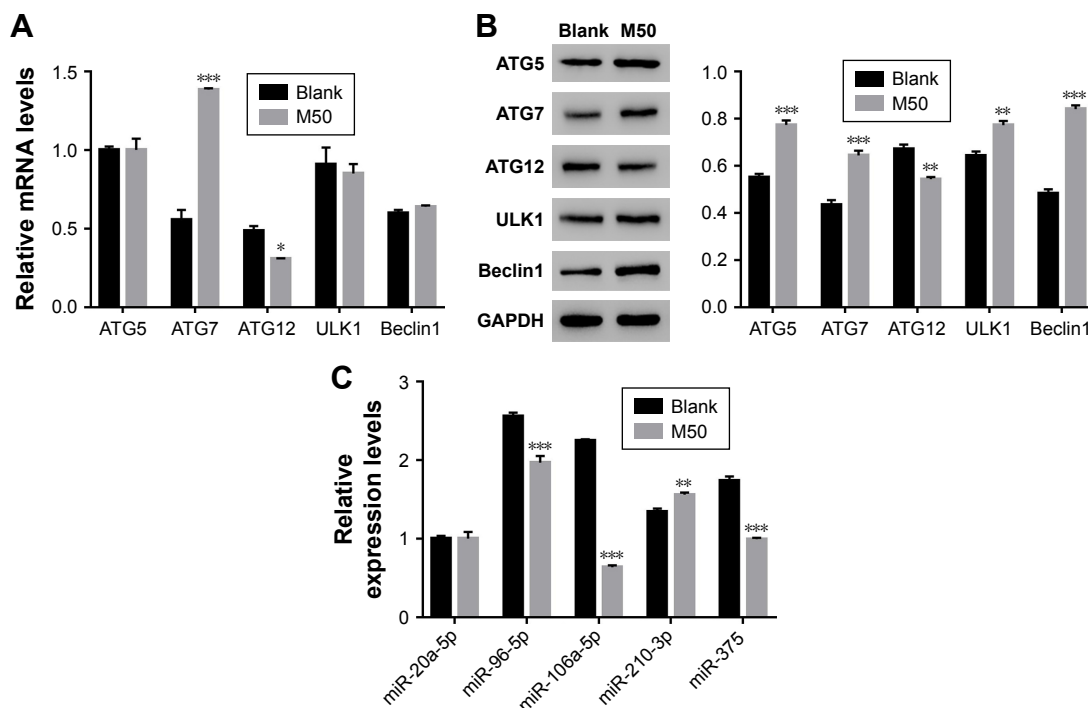 A
Relative mRNA levels
1.5
1.0
0.5
0.0
***
*
Blank
M50
ATG5 ATG7 ATG12 ULK1 Beclin1
B
Blank M50
ATG5
ATG7
ATG12
ULK1
Beclin1
GAPDH
1.0
0.8
0.6
0.4
0.2
0.0
Blank
M50
***
***
**
**
***
ATG5 ATG7 ATG12 ULK1 Beclin1
C
Relative
expression levels
3
2
1
0
Blank
M50
***
***
**
***
miR-20a-5p
miR-96-5p
miR-106a-5p
miR-210-3p
miR-375